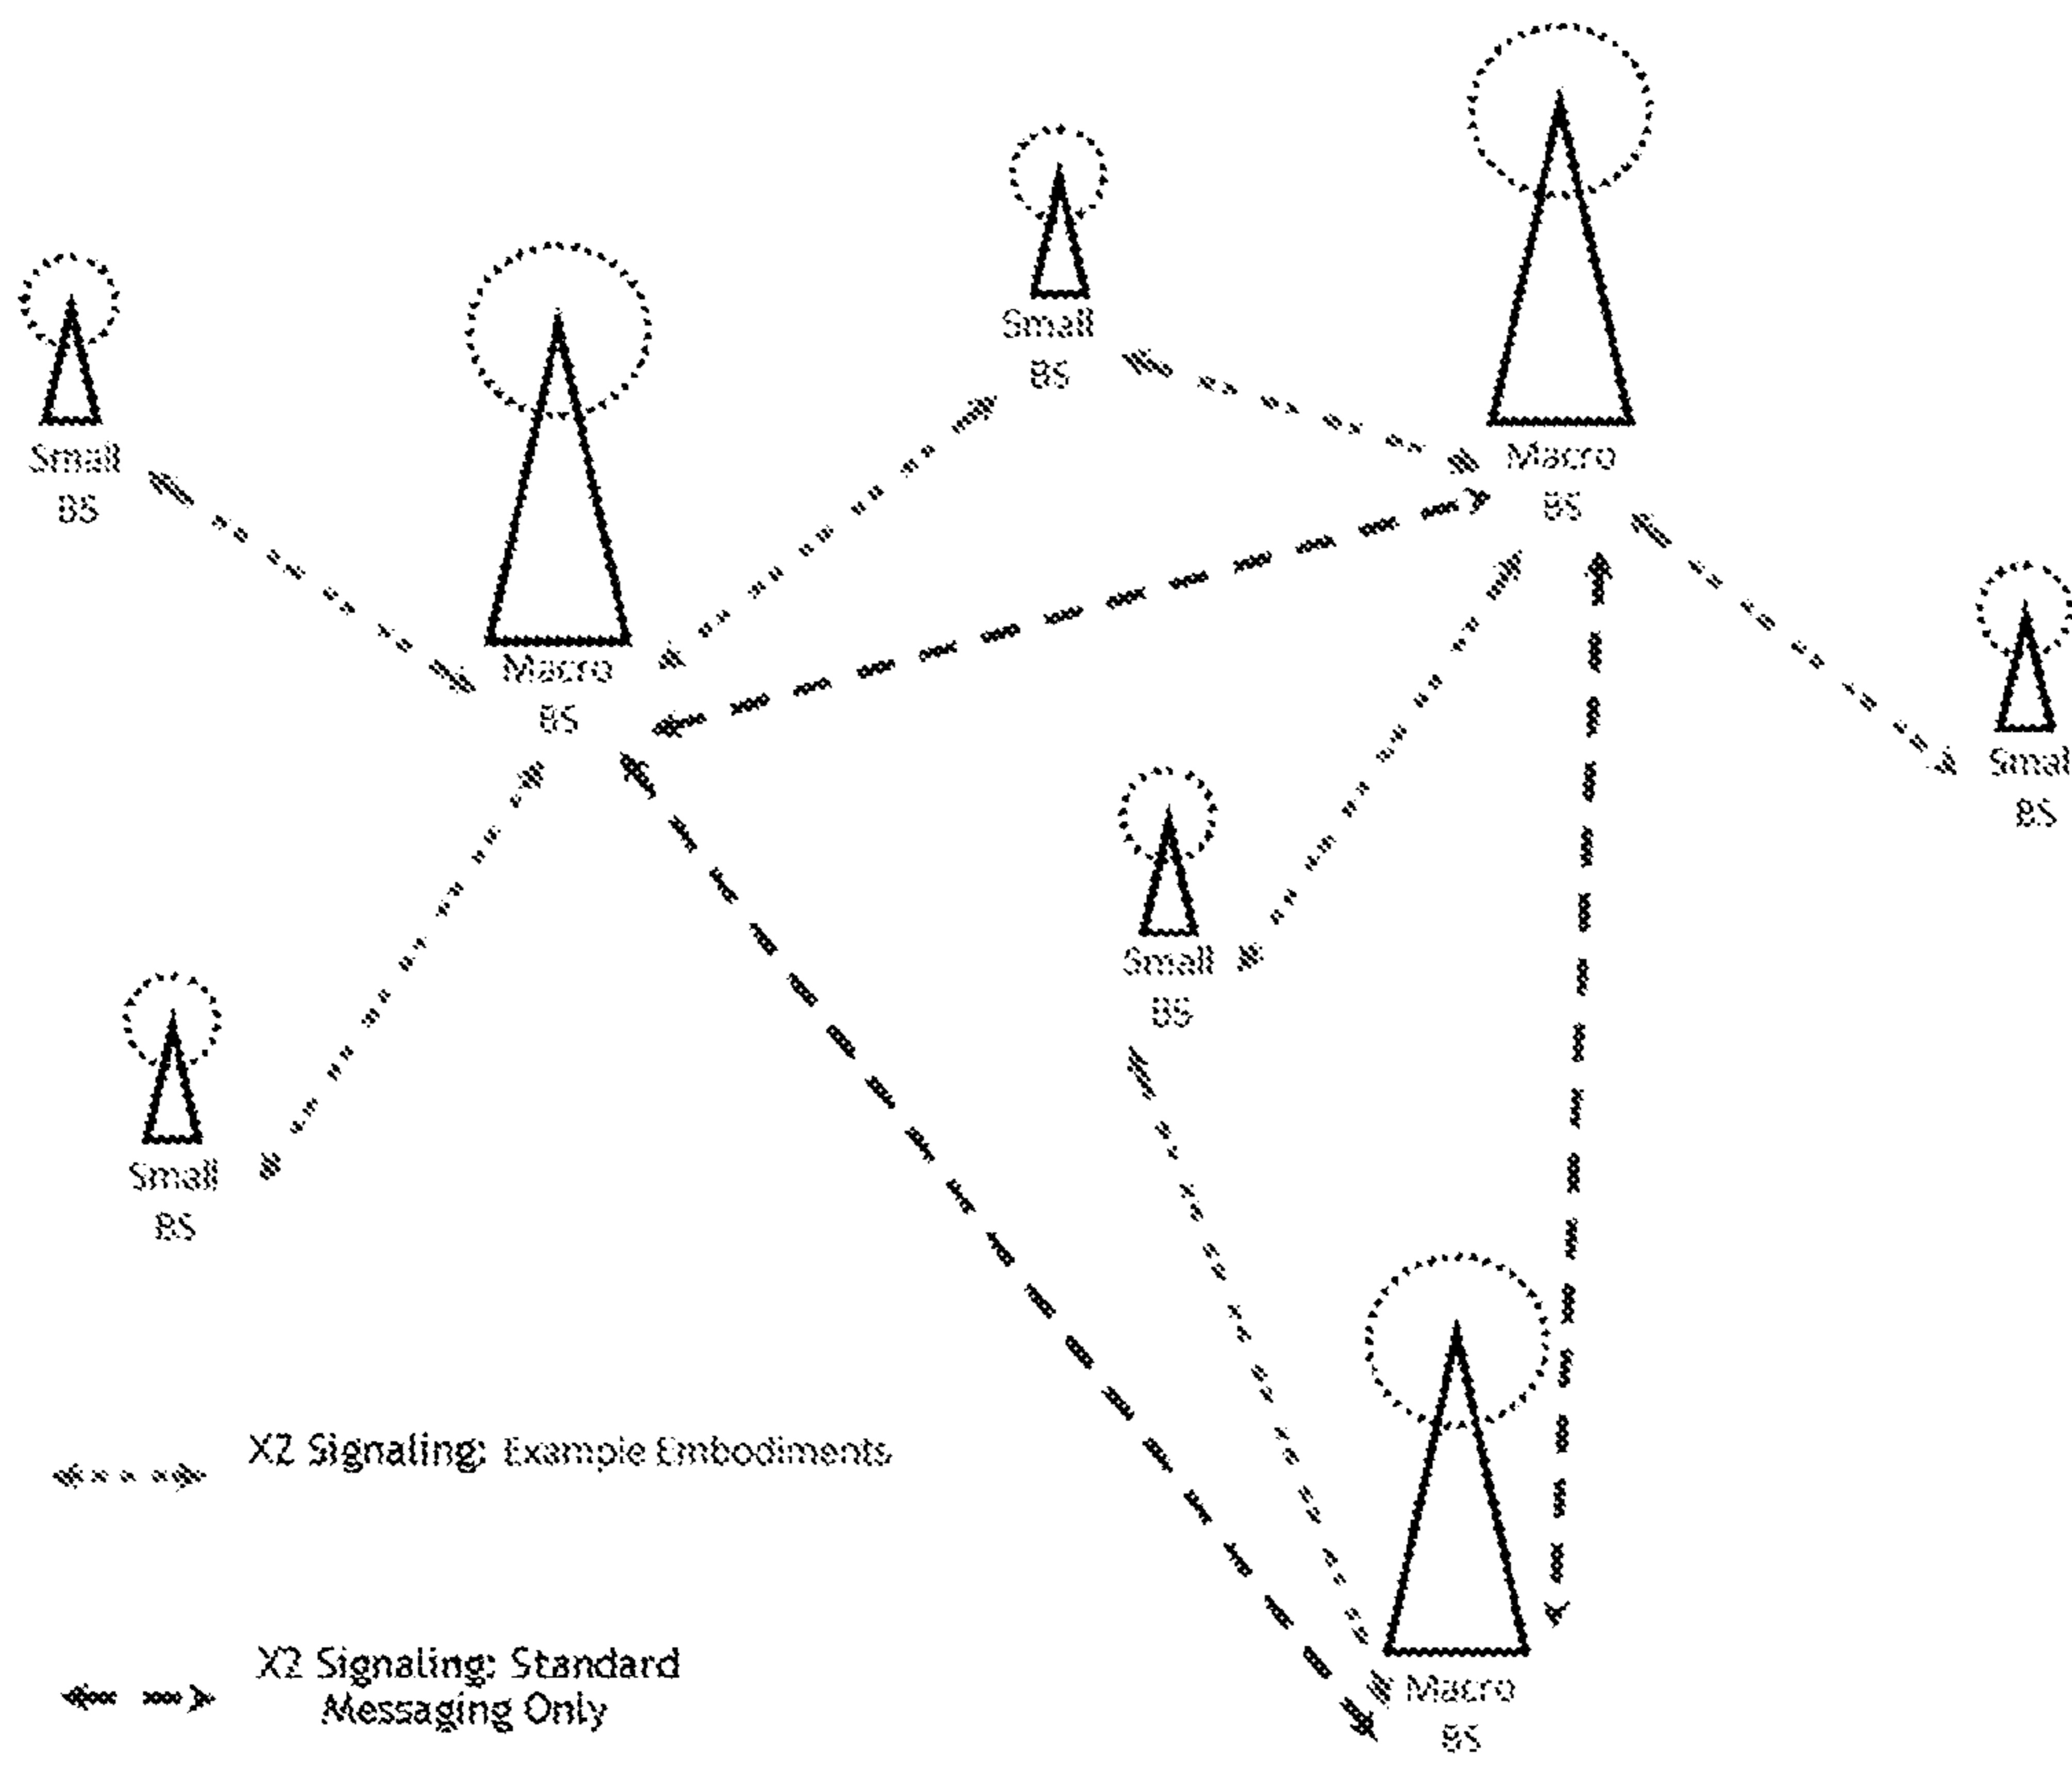 Small
BS
Macro
BS
Small
BS
Macro
BS
Smal
BS
Small
BS
Small
BS
Macro
BS
X2 Signaling: Example Embodiments
X2 Signaling: Standard
Messaging Only